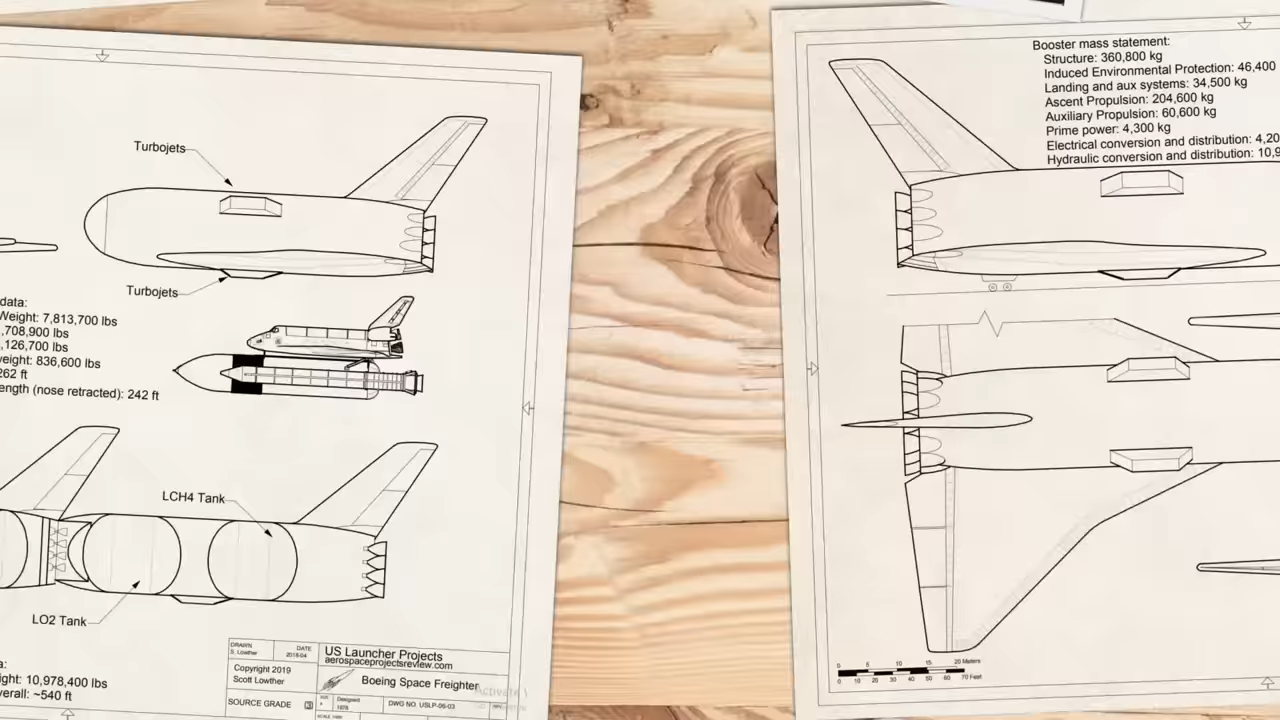 Turbojets
Turbojets
data:
Weight: 7,813,700 lbs
,708,900 lbs
,126,700 lbs
eight: 836,600 lbs
262 ft
ength (nose retracted): 242 ft
LCH4 Tank
LO2 Tank
a:
ght: 10,978,400 lbs
verall: ~540 ft
DRAWN
S. Lowther
DATE
2018-04
Copyright 2019
Scott Lowther
SOURCE GRADE
US Launcher Projects
aerospaceprojectsreview.com
Boeing Space Freighter
Designed
1976
DWG NO. USLP-06-03
Activate
Booster mass statement:
Structure: 360,800 kg
Induced Environmental Protection: 46,400
Landing and aux systems: 34,500 kg
Ascent Propulsion: 204,600 kg
Auxiliary Propulsion: 60,600 kg
Prime power: 4,300 kg
Electrical conversion and distribution: 4,20
Hydraulic conversion and distribution: 10,9
0 5 10 15 20 Meters
0 10 20 30 40 50 60 70 Feet